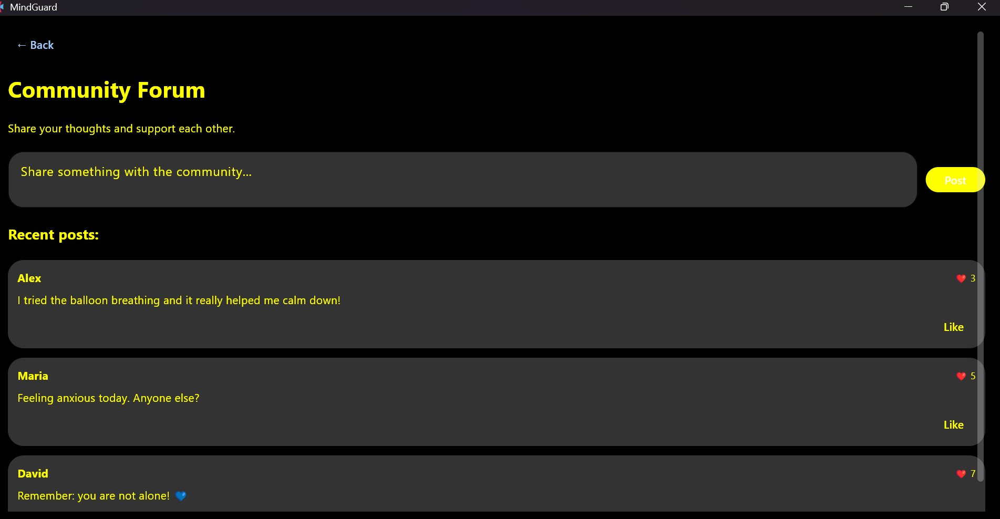 MindGuard
← Back
Community Forum
Share your thoughts and support each other.
Share something with the community...
Post
Recent posts:
Alex
❤️ 3
I tried the balloon breathing and it really helped me calm down!
Like
Maria
❤️ 5
Feeling anxious today. Anyone else?
Like
David
❤️ 7
Remember: you are not alone! 💙